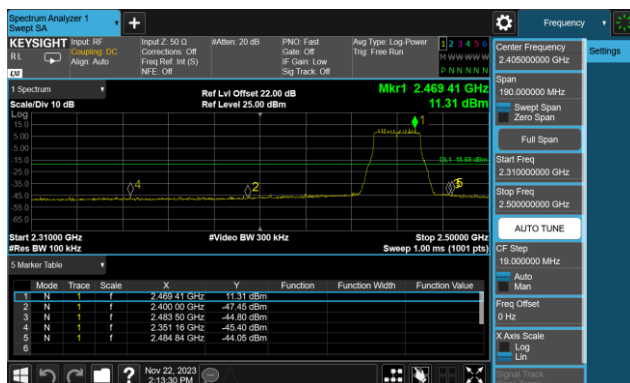 Spectrum Analyzer 1
Swept SA
+
Frequency
KEYSIGHT
RL
LXI
Input: RF
Coupling: DC
Align: Auto
Input Z: 50 Ω
Corrections: Off
Freq Ref: Int (S)
NFE: Off
#Atten: 20 dB
PNO: Fast
Gate: Off
IF Gain: Low
Sig Track: Off
Avg Type: Log-Power
Trig: Free Run
1 2 3 4 5 6
M W W W W W
P N N N N N
1 Spectrum
Scale/Div 10 dB
Ref Lvl Offset 22.00 dB
Ref Level 25.00 dBm
Mkr1 2.469 41 GHz
11.31 dBm
Log
15.0
5.00
-5.00
-15.0
-25.0
-35.0
-45.0
-55.0
-65.0
DL1 -18.69 dBm
1
4
2
5
Start 2.31000 GHz
#Res BW 100 kHz
#Video BW 300 kHz
Stop 2.50000 GHz
Sweep 1.00 ms (1001 pts)
5 Marker Table
Mode Trace Scale X Y Function Function Width Function Value
1 N 1 f 2.469 41 GHz 11.31 dBm
2 N 1 f 2.400 00 GHz -47.45 dBm
3 N 1 f 2.483 50 GHz -44.80 dBm
4 N 1 f 2.351 16 GHz -45.40 dBm
5 N 1 f 2.484 84 GHz -44.05 dBm
6
Center Frequency
2.405000000 GHz
Settings
Span
190.000000 MHz
Swept Span
Zero Span
Full Span
Start Freq
2.310000000 GHz
Stop Freq
2.500000000 GHz
AUTO TUNE
CF Step
19.000000 MHz
Auto
Man
Freq Offset
0 Hz
X Axis Scale
Log
Lin
Signal Track
?
Nov 22, 2023
2:13:30 PM